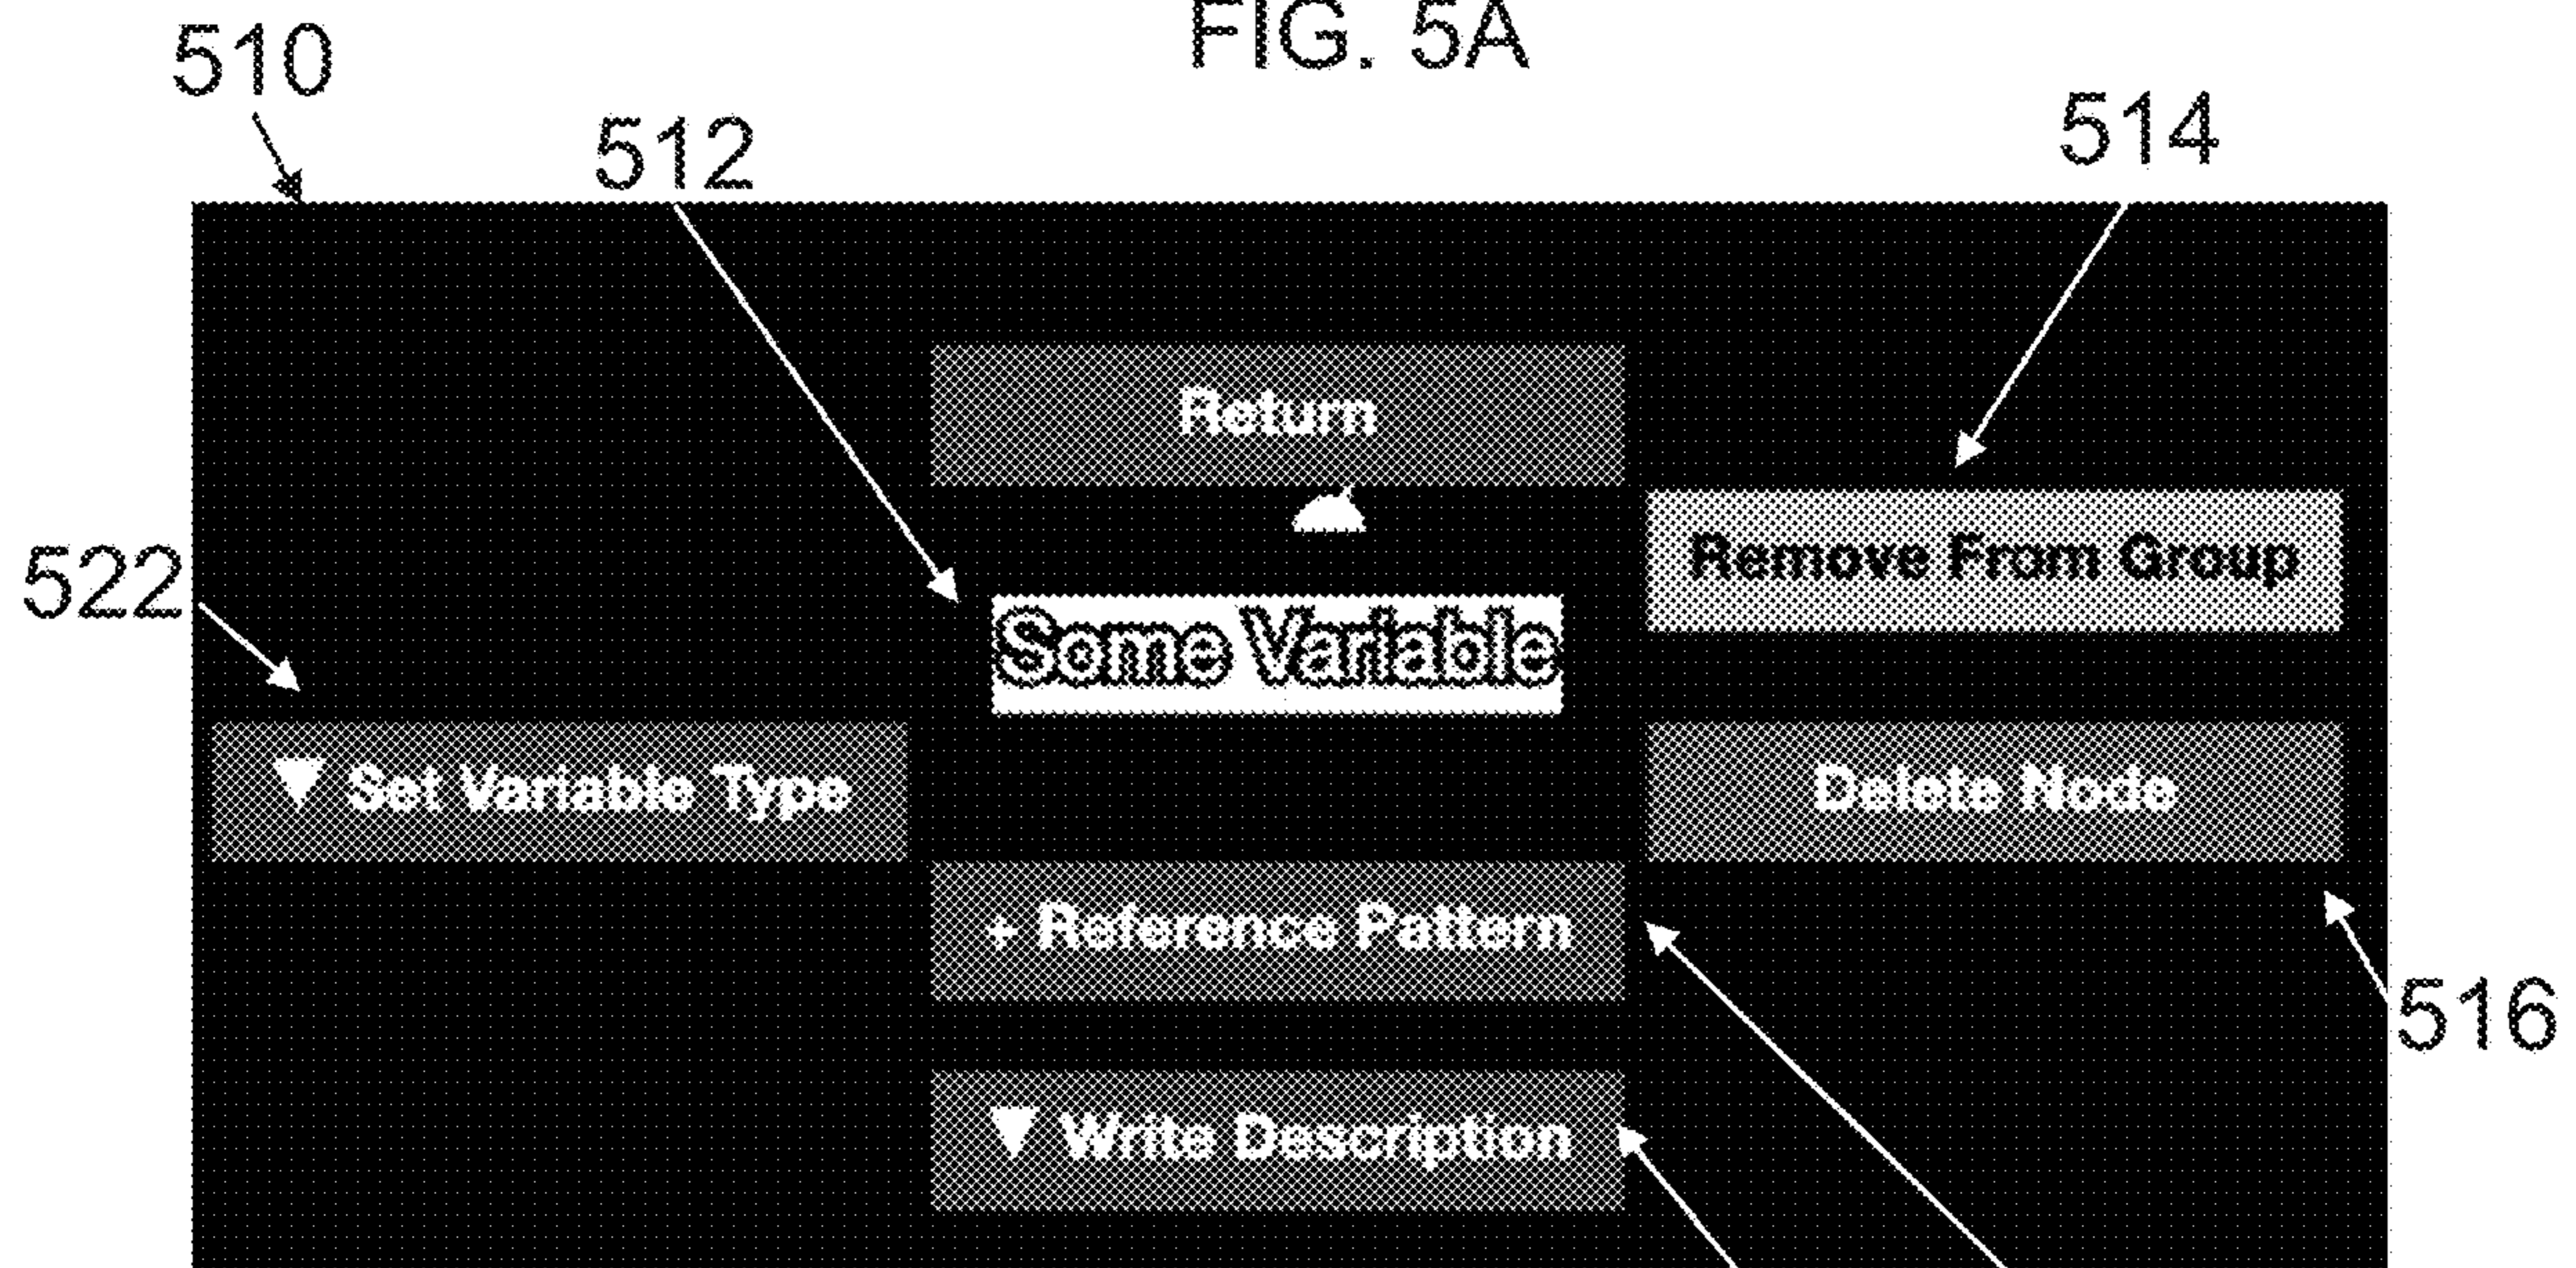 FIG. 5A
510
512
514
Return
Remove From Group
522
Some Variable
▼ Set Variable Type
Delete Node
+ Reference Pattern
516
▼ Write Description